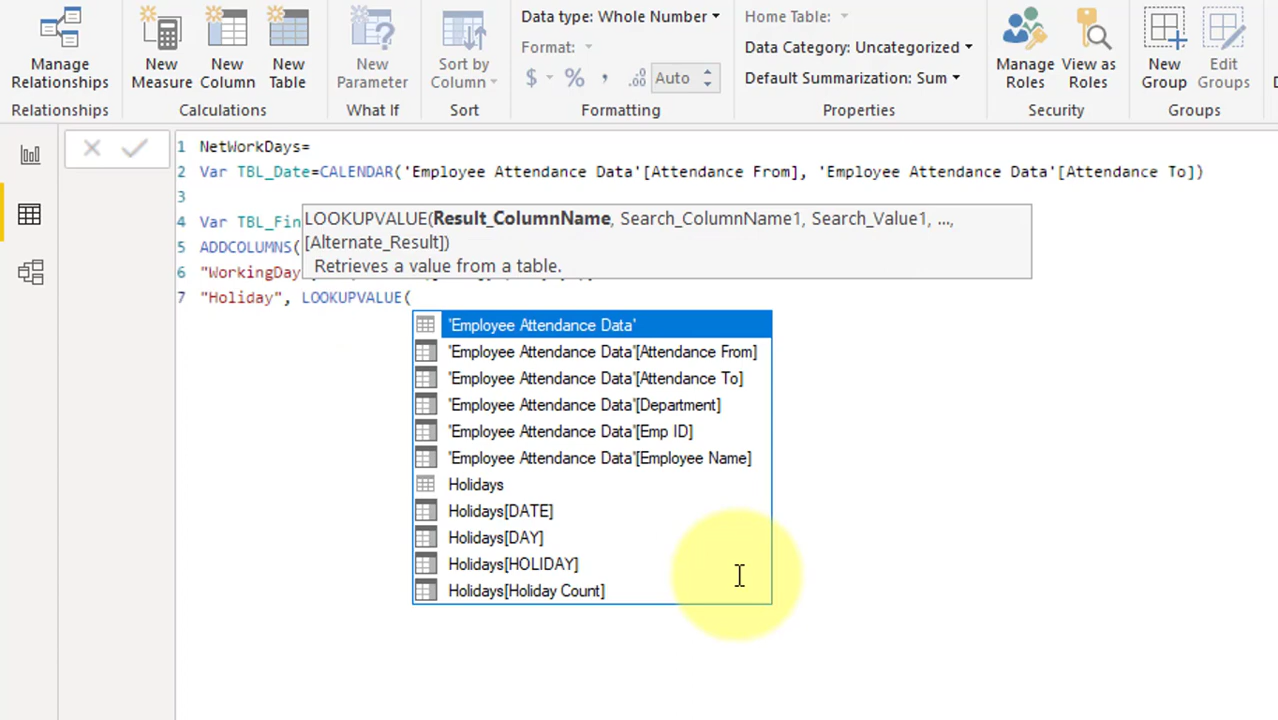 Manage Relationships
New Measure
New Column
New Table
New Parameter
Sort by Column
Data type: Whole Number
Format:
$ % , .00 Auto
Home Table:
Data Category: Uncategorized
Default Summarization: Sum
Manage Roles
View as Roles
New Group
Edit Groups
Relationships
Calculations
What If
Sort
Formatting
Properties
Security
Groups
1 NetWorkDays=
2 Var TBL_Date=CALENDAR('Employee Attendance Data'[Attendance From], 'Employee Attendance Data'[Attendance To])
3
4 Var TBL_Fin
5 ADDCOLUMNS(
6 "WorkingDay
7 "Holiday", LOOKUPVALUE(
LOOKUPVALUE(Result_ColumnName, Search_ColumnName1, Search_Value1, ...,
[Alternate_Result])
Retrieves a value from a table.
'Employee Attendance Data'
'Employee Attendance Data'[Attendance From]
'Employee Attendance Data'[Attendance To]
'Employee Attendance Data'[Department]
'Employee Attendance Data'[Emp ID]
'Employee Attendance Data'[Employee Name]
Holidays
Holidays[DATE]
Holidays[DAY]
Holidays[HOLIDAY]
Holidays[Holiday Count]